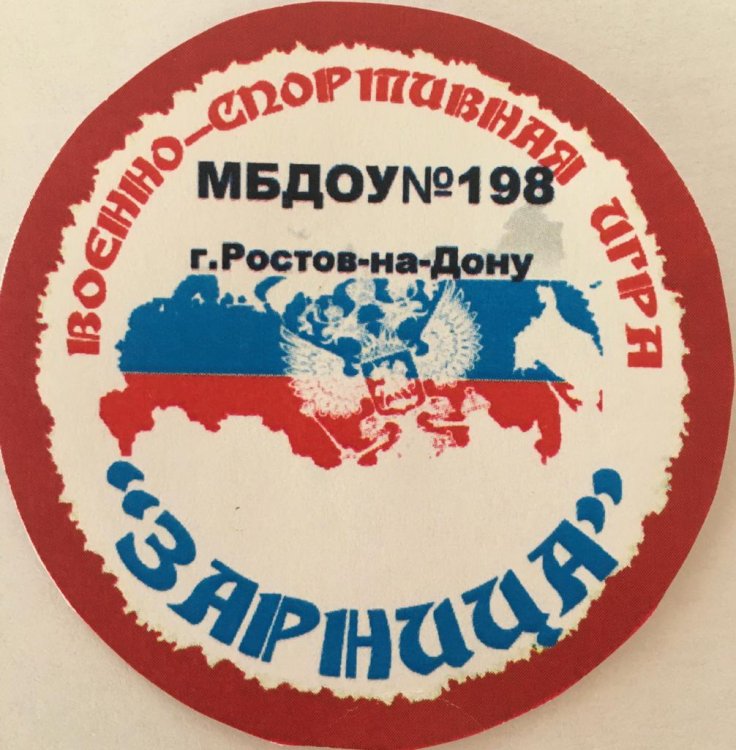 ВОЕННО-СПОРТИВНАЯ ИГРА
МБДОУ№198
г.Ростов-на-Дону
"ЗАРНИЦА"